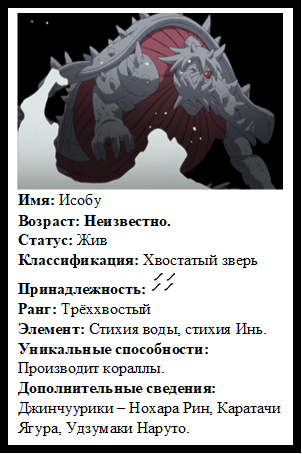 Имя: Исобу
Возраст: Неизвестно.
Статус: Жив
Классификация: Хвостатый зверь
Принадлежность:
Ранг: Трёххвостый
Элемент: Стихия воды, стихия Инь.
Уникальные способности:
Производит кораллы.
Дополнительные сведения:
Джинчуурики – Нохара Рин, Каратачи
Ягура, Удзумаки Наруто.